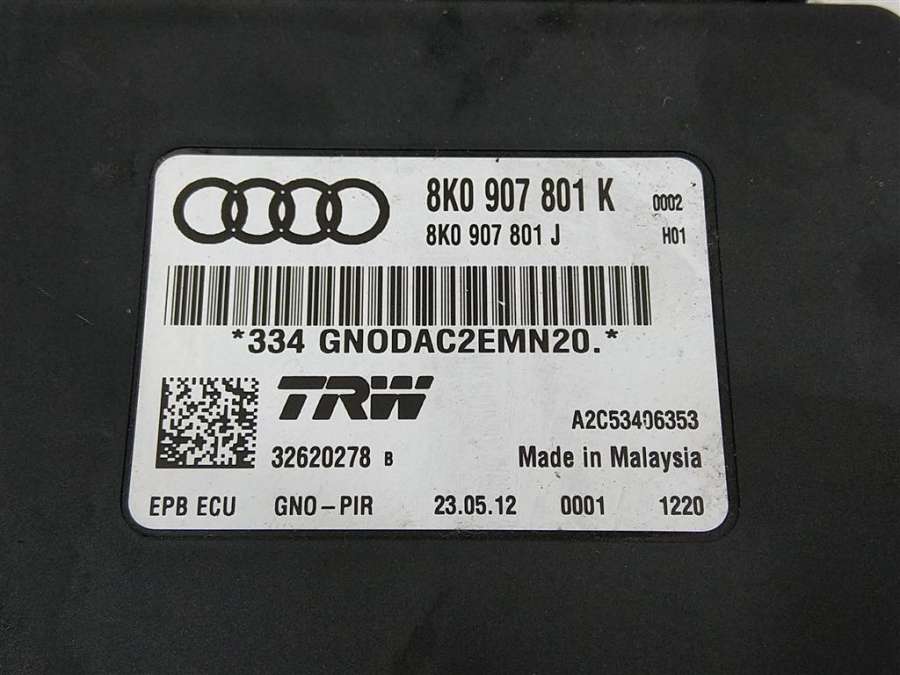 8K0 907 801 K 0002
8K0 907 801 J H01
*334 GNODAC2EMN20.*
TRW
A2C53406353
32620278 B Made in Malaysia
EPB ECU GNO-PIR 23.05.12 0001 1220